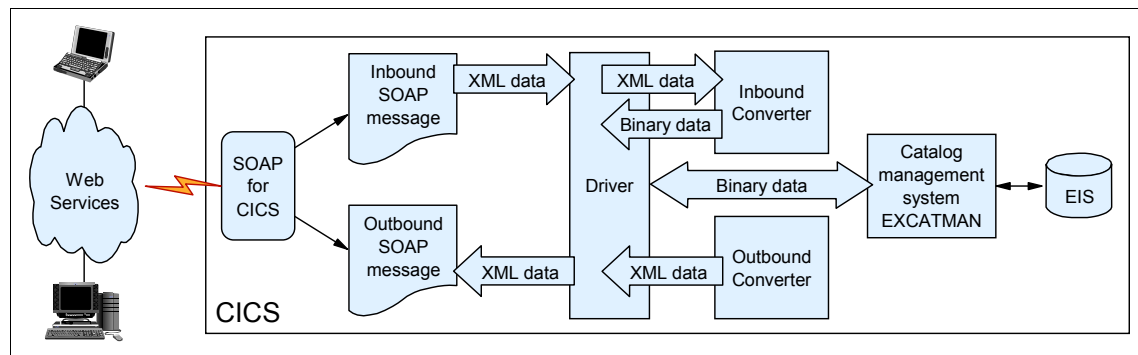 Web
Services
SOAP
for
CICS
Inbound
SOAP
message
XML data
Outbound
SOAP
message
XML data
Driver
XML data
Binary data
Inbound
Converter
Binary data
XML data
Outbound
Converter
Catalog
management
system
EXCATMAN
EIS
CICS